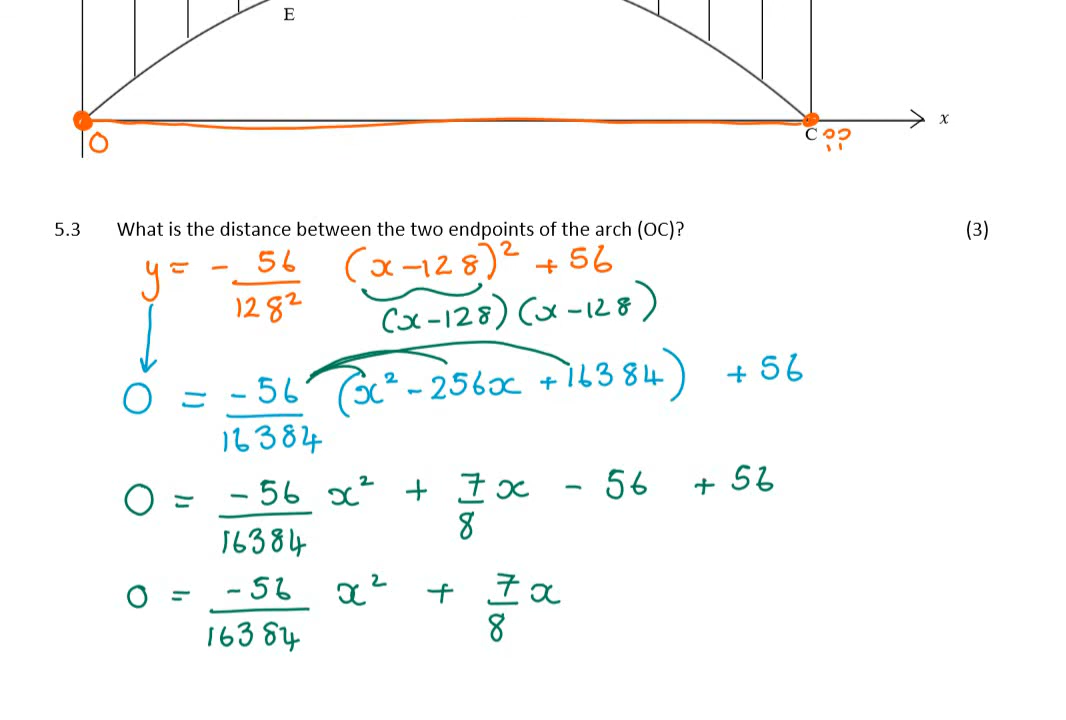 E
x
O
C ??
5.3 What is the distance between the two endpoints of the arch (OC)? (3)
y = - 56/128² (x-128)² + 56
(x-128)(x-128)
0 = -56/16384 (x² - 256x + 16384) + 56
0 = -56/16384 x² + 7/8 x - 56 + 56
0 = -56/16384 x² + 7/8 x